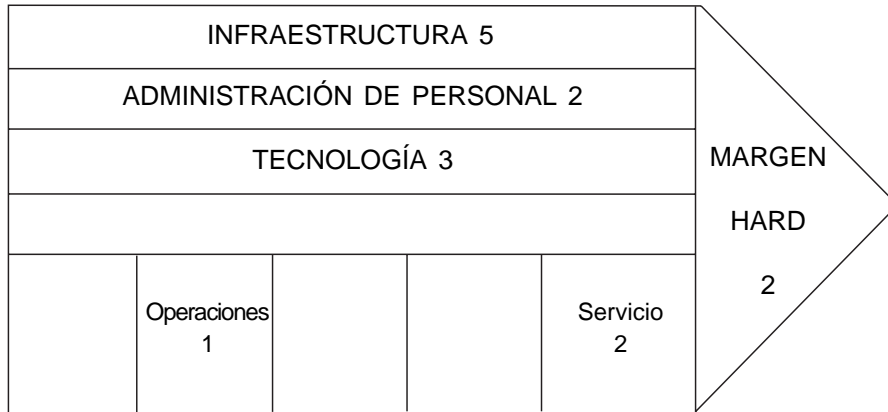 INFRAESTRUCTURA 5
ADMINISTRACIÓN DE PERSONAL 2
TECNOLOGÍA 3
MARGEN
HARD
2
Operaciones
1
Servicio
2